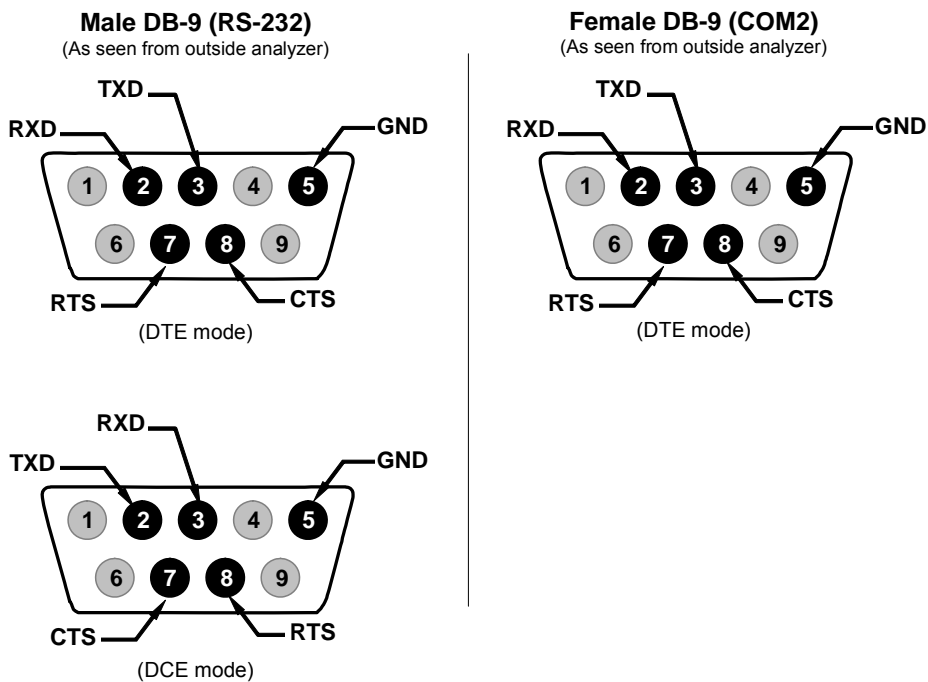 Male DB-9 (RS-232)
(As seen from outside analyzer)
TXD
RXD
GND
1 2 3 4 5
6 7 8 9
RTS
CTS
(DTE mode)
RXD
TXD
GND
1 2 3 4 5
6 7 8 9
CTS
RTS
(DCE mode)
Female DB-9 (COM2)
(As seen from outside analyzer)
TXD
RXD
GND
1 2 3 4 5
6 7 8 9
RTS
CTS
(DTE mode)